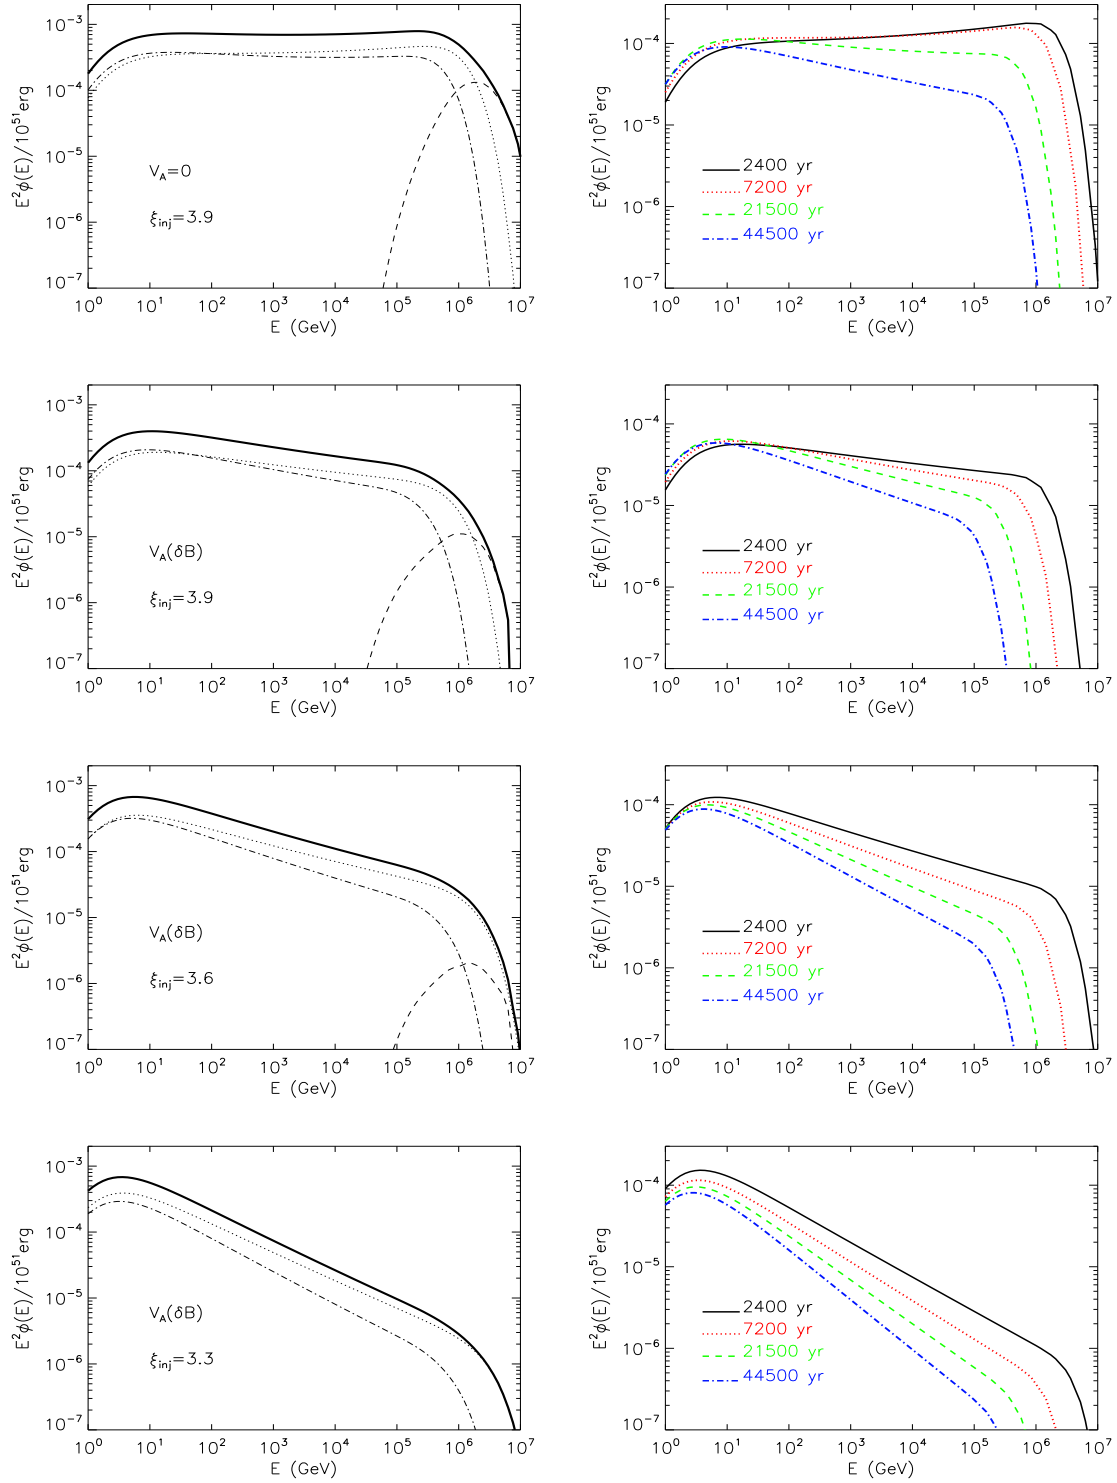 E²φ(E)/10⁵¹erg
10⁻³
10⁻⁴
10⁻⁵
10⁻⁶
10⁻⁷
V_A=0
ξ_inj=3.9
10⁰ 10¹ 10² 10³ 10⁴ 10⁵ 10⁶ 10⁷
E (GeV)
E²φ(E)/10⁵¹erg
10⁻⁴
10⁻⁵
10⁻⁶
10⁻⁷
2400 yr
7200 yr
21500 yr
44500 yr
10⁰ 10¹ 10² 10³ 10⁴ 10⁵ 10⁶ 10⁷
E (GeV)
E²φ(E)/10⁵¹erg
10⁻³
10⁻⁴
10⁻⁵
10⁻⁶
10⁻⁷
V_A(δB)
ξ_inj=3.9
10⁰ 10¹ 10² 10³ 10⁴ 10⁵ 10⁶ 10⁷
E (GeV)
E²φ(E)/10⁵¹erg
10⁻⁴
10⁻⁵
10⁻⁶
10⁻⁷
2400 yr
7200 yr
21500 yr
44500 yr
10⁰ 10¹ 10² 10³ 10⁴ 10⁵ 10⁶ 10⁷
E (GeV)
E²φ(E)/10⁵¹erg
10⁻³
10⁻⁴
10⁻⁵
10⁻⁶
10⁻⁷
V_A(δB)
ξ_inj=3.6
10⁰ 10¹ 10² 10³ 10⁴ 10⁵ 10⁶ 10⁷
E (GeV)
E²φ(E)/10⁵¹erg
10⁻⁴
10⁻⁵
10⁻⁶
10⁻⁷
2400 yr
7200 yr
21500 yr
44500 yr
10⁰ 10¹ 10² 10³ 10⁴ 10⁵ 10⁶ 10⁷
E (GeV)
E²φ(E)/10⁵¹erg
10⁻³
10⁻⁴
10⁻⁵
10⁻⁶
10⁻⁷
V_A(δB)
ξ_inj=3.3
10⁰ 10¹ 10² 10³ 10⁴ 10⁵ 10⁶ 10⁷
E (GeV)
E²φ(E)/10⁵¹erg
10⁻⁴
10⁻⁵
10⁻⁶
10⁻⁷
2400 yr
7200 yr
21500 yr
44500 yr
10⁰ 10¹ 10² 10³ 10⁴ 10⁵ 10⁶ 10⁷
E (GeV)